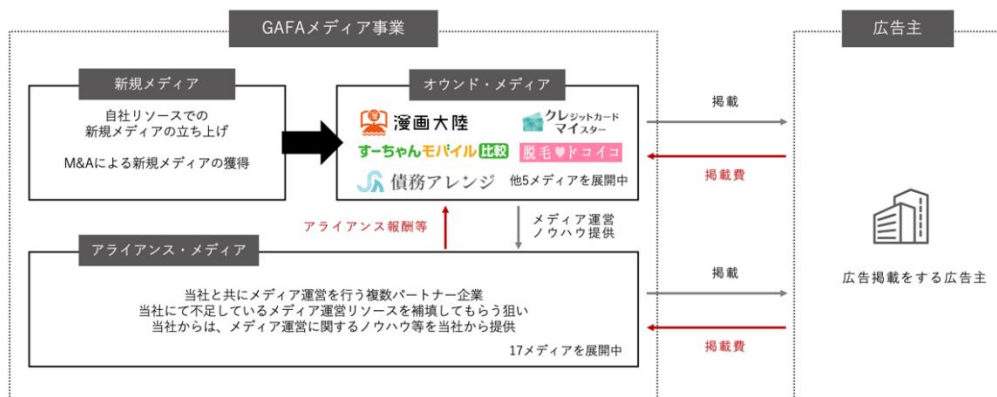 GAFAメディア事業
広告主
新規メディア
自社リソースでの
新規メディアの立ち上げ
M&Aによる新規メディアの獲得
オウンド・メディア
漫画大陸
クレジットカード
マイスター
すーちゃんモバイル比較
脱毛♥ドコイコ
債務アレンジ
他5メディアを展開中
掲載
掲載費
アライアンス報酬等
メディア運営
ノウハウ提供
アライアンス・メディア
当社と共にメディア運営を行う複数パートナー企業
当社にて不足しているメディア運営リソースを補填してもらう狙い
当社からは、メディア運営に関するノウハウ等を当社から提供
17メディアを展開中
掲載
掲載費
広告掲載をする広告主